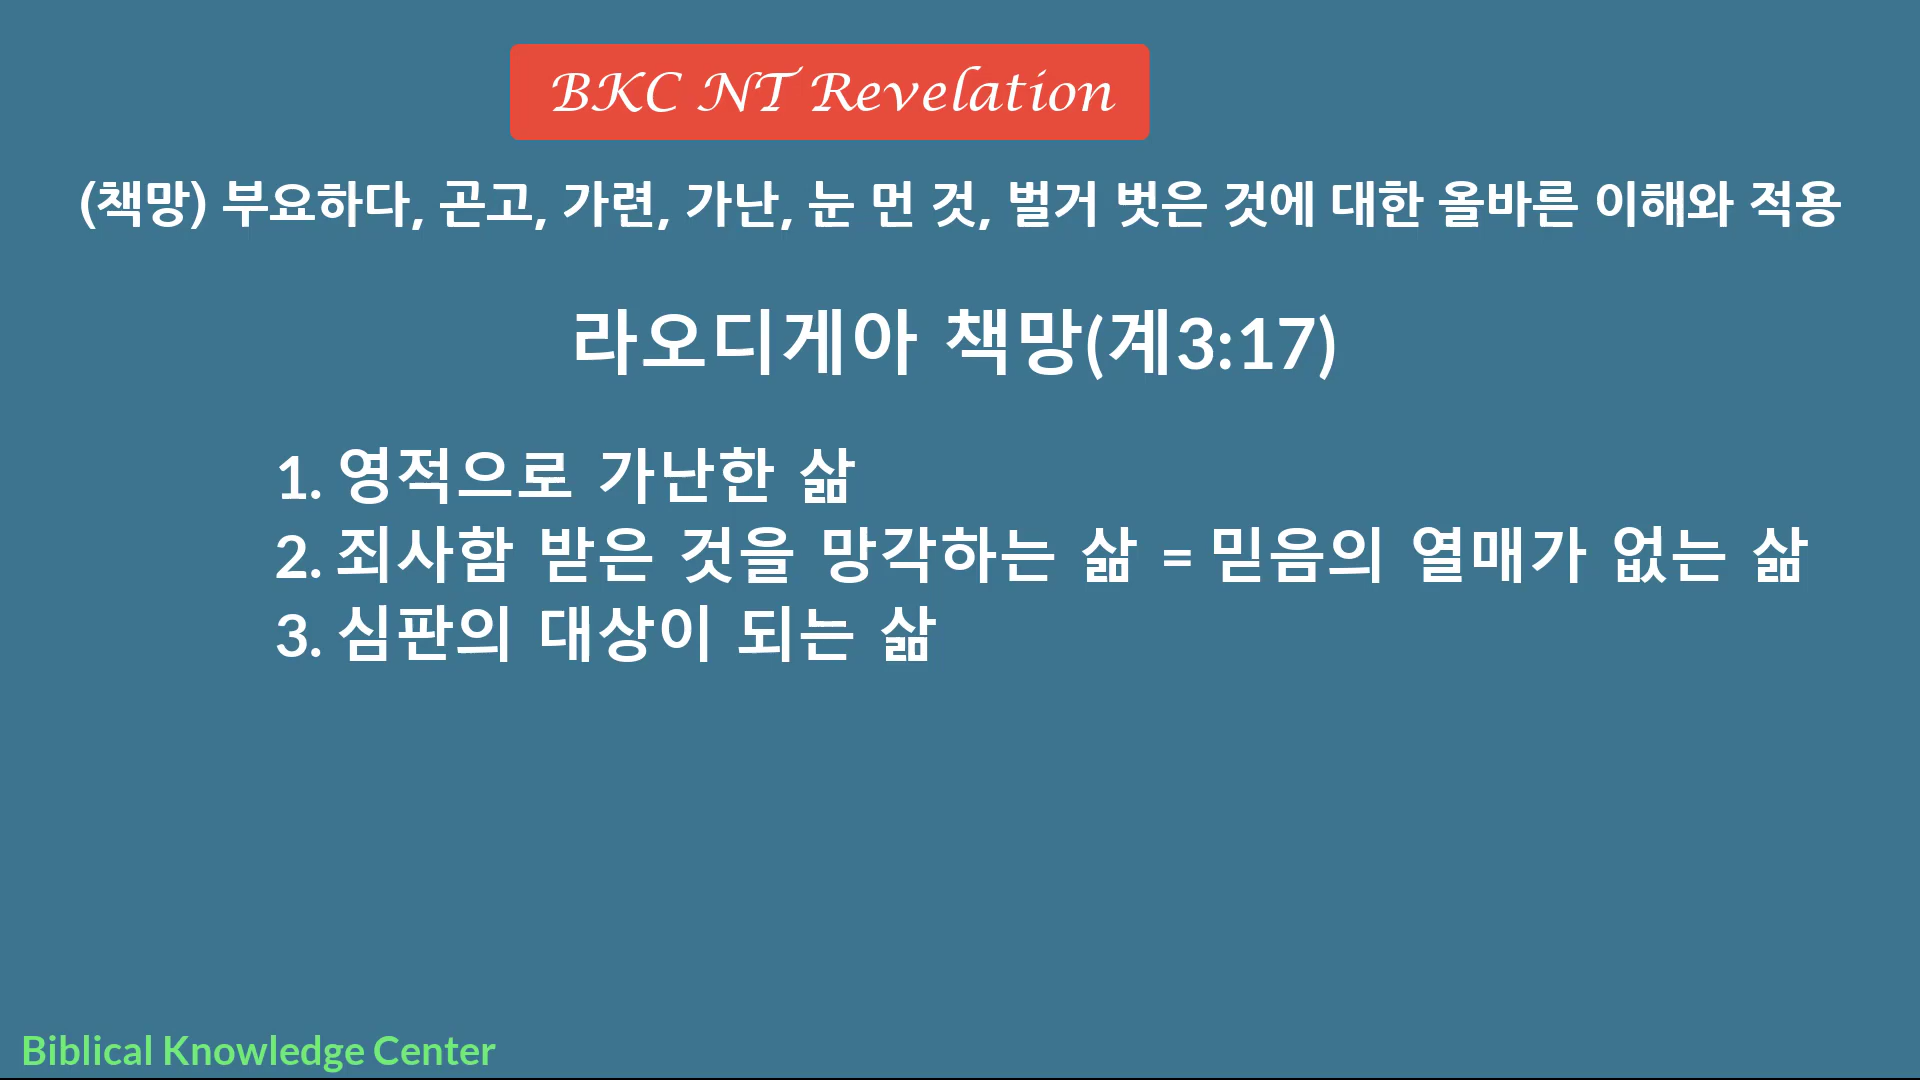 BKC NT Revelation
(책망) 부요하다, 곤고, 가련, 가난, 눈 먼 것, 벌거 벗은 것에 대한 올바른 이해와 적용
라오디게아 책망(계3:17)
1. 영적으로 가난한 삶
2. 죄사함 받은 것을 망각하는 삶 = 믿음의 열매가 없는 삶
3. 심판의 대상이 되는 삶
Biblical Knowledge Center